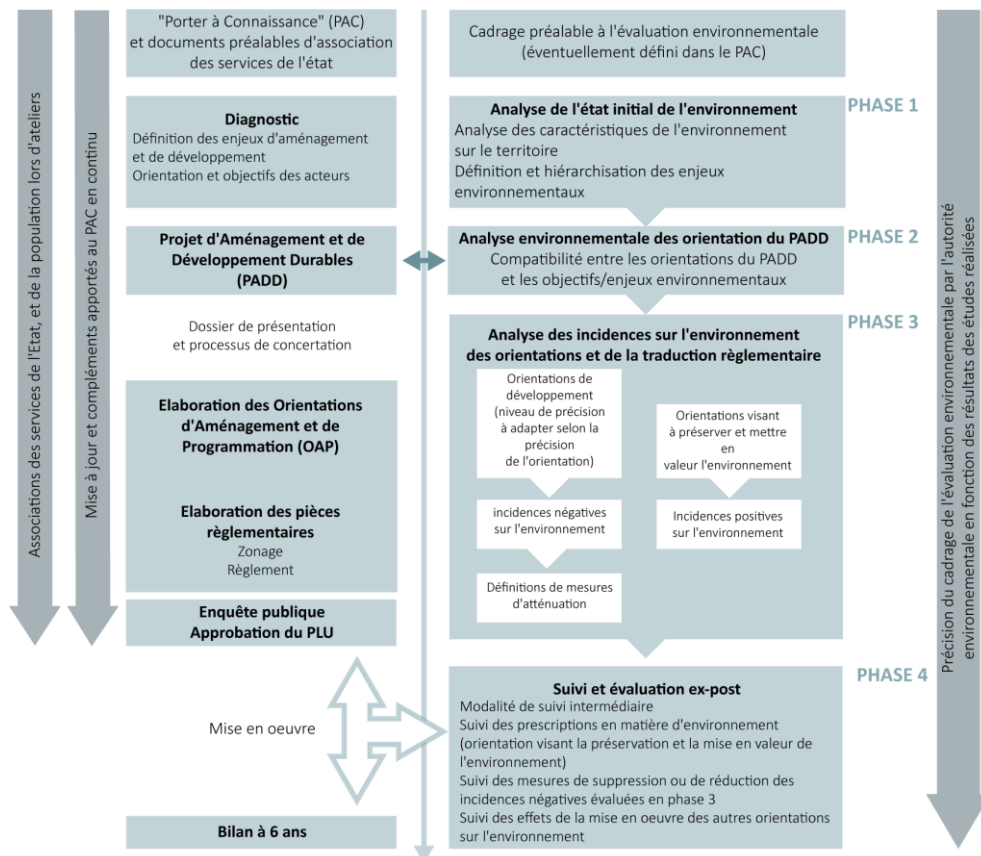 Associations des services de l'Etat, et de la population lors d'ateliers
Mise à jour et compléments apportés au PAC en continu
"Porter à Connaissance" (PAC)
et documents préalables d'association
des services de l'état
Diagnostic
Définition des enjeux d'aménagement
et de développement
Orientation et objectifs des acteurs
Projet d'Aménagement et de
Développement Durables
(PADD)
Dossier de présentation
et processus de concertation
Elaboration des Orientations
d'Aménagement et de
Programmation (OAP)
Elaboration des pièces
règlementaires
Zonage
Règlement
Enquête publique
Approbation du PLU
Mise en oeuvre
Bilan à 6 ans
Cadrage préalable à l'évaluation environnementale
(éventuellement défini dans le PAC)
PHASE 1
Analyse de l'état initial de l'environnement
Analyse des caractéristiques de l'environnement
sur le territoire
Définition et hiérarchisation des enjeux
environnementaux
PHASE 2
Analyse environnementale des orientation du PADD
Compatibilité entre les orientations du PADD
et les objectifs/enjeux environnementaux
PHASE 3
Analyse des incidences sur l'environnement
des orientations et de la traduction règlementaire
Orientations de
développement
(niveau de précision
à adapter selon la
précision
de l'orientation)
incidences négatives
sur l'environnement
Définitions de mesures
d'atténuation
Orientations visant
à préserver et mettre
en
valeur l'environnement
Incidences positives
sur l'environnement
PHASE 4
Suivi et évaluation ex-post
Modalité de suivi intermédiaire
Suivi des prescriptions en matière d'environnement
(orientation visant la préservation et la mise en valeur de
l'environnement)
Suivi des mesures de suppression ou de réduction des
incidences négatives évaluées en phase 3
Suivi des effets de la mise en oeuvre des autres orientations
sur l'environnement
Précision du cadrage de l'évaluation environnementale par l'autorité
environnementale en fonction des résultats des études réalisées